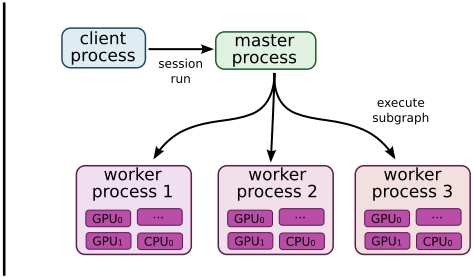 client
process
master
process
session
run
execute
subgraph
worker
process 1
GPU₀
...
GPU₁
CPU₀
worker
process 2
GPU₀
...
GPU₁
CPU₀
worker
process 3
GPU₀
...
GPU₁
CPU₀